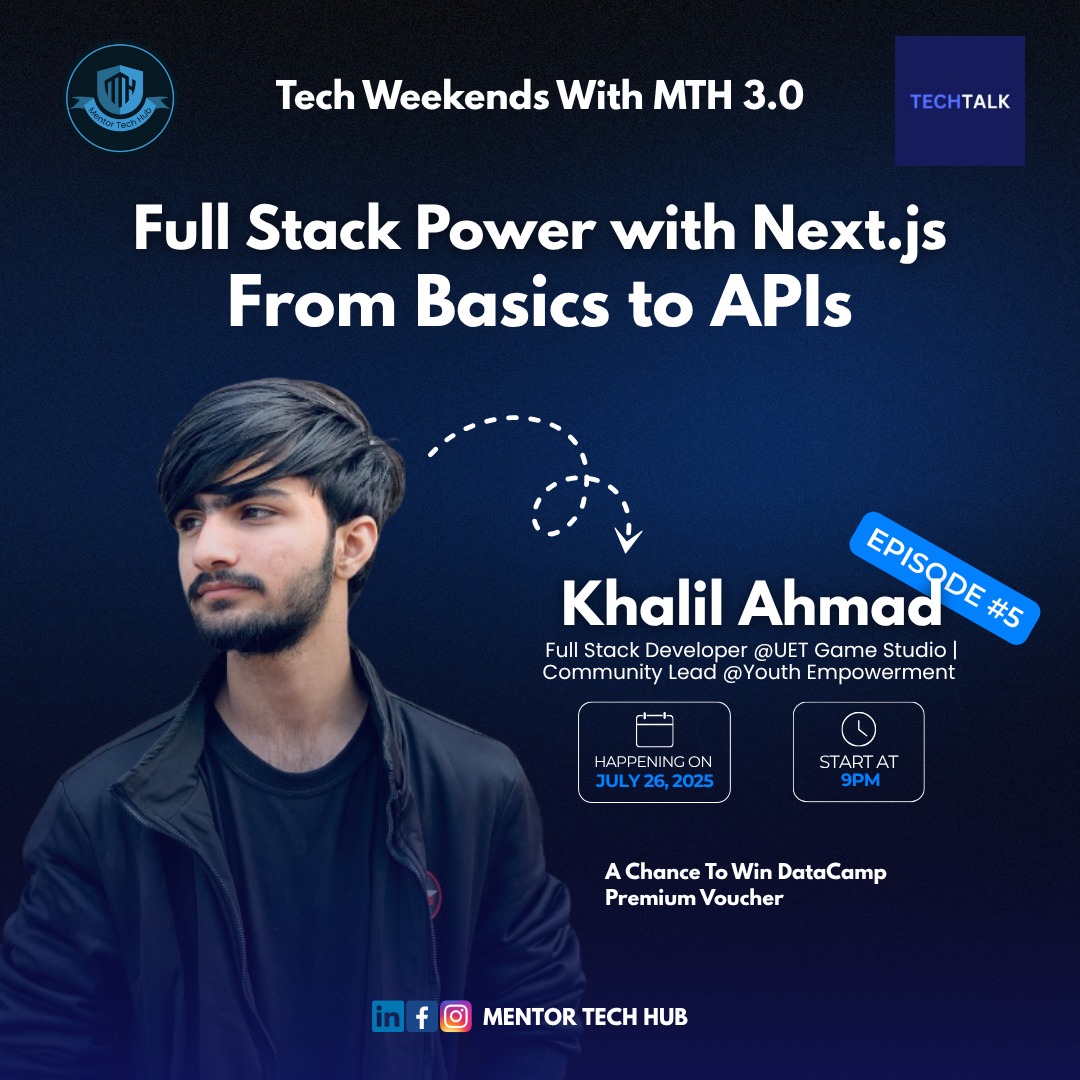 MTH
Mentor Tech Hub
Tech Weekends With MTH 3.0
TECHTALK
Full Stack Power with Next.js
From Basics to APIs
EPISODE #5
Khalil Ahmad
Full Stack Developer @UET Game Studio |
Community Lead @Youth Empowerment
HAPPENING ON
JULY 26, 2025
START AT
9PM
A Chance To Win DataCamp
Premium Voucher
in f MENTOR TECH HUB